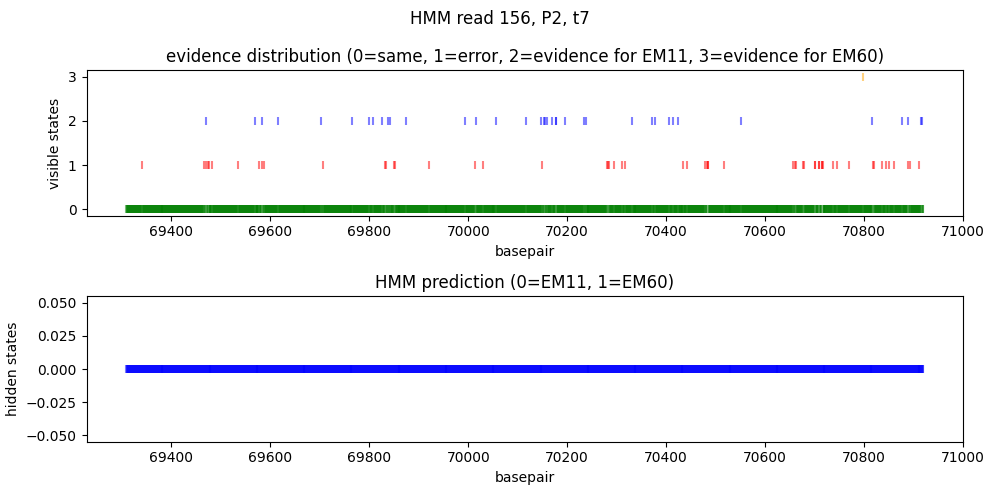 HMM read 156, P2, t7
evidence distribution (0=same, 1=error, 2=evidence for EM11, 3=evidence for EM60)
visible states
3
2
1
0
69400 69600 69800 70000 70200 70400 70600 70800 71000
basepair
HMM prediction (0=EM11, 1=EM60)
hidden states
0.050
0.025
0.000
−0.025
−0.050
69400 69600 69800 70000 70200 70400 70600 70800 71000
basepair